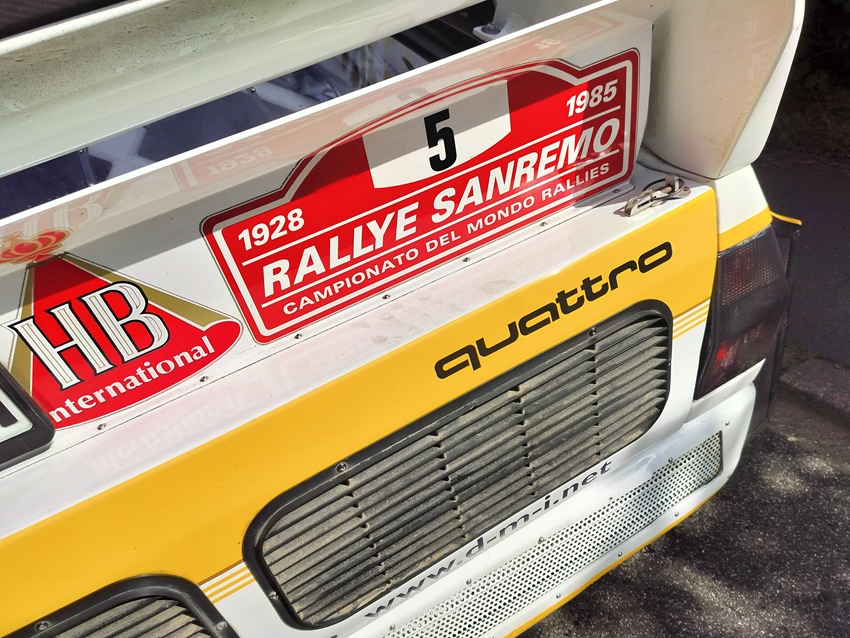 5
1928
1985
RALLYE SANREMO
CAMPIONATO DEL MONDO RALLIES
HB
International
quattro
www.d-m-i.net